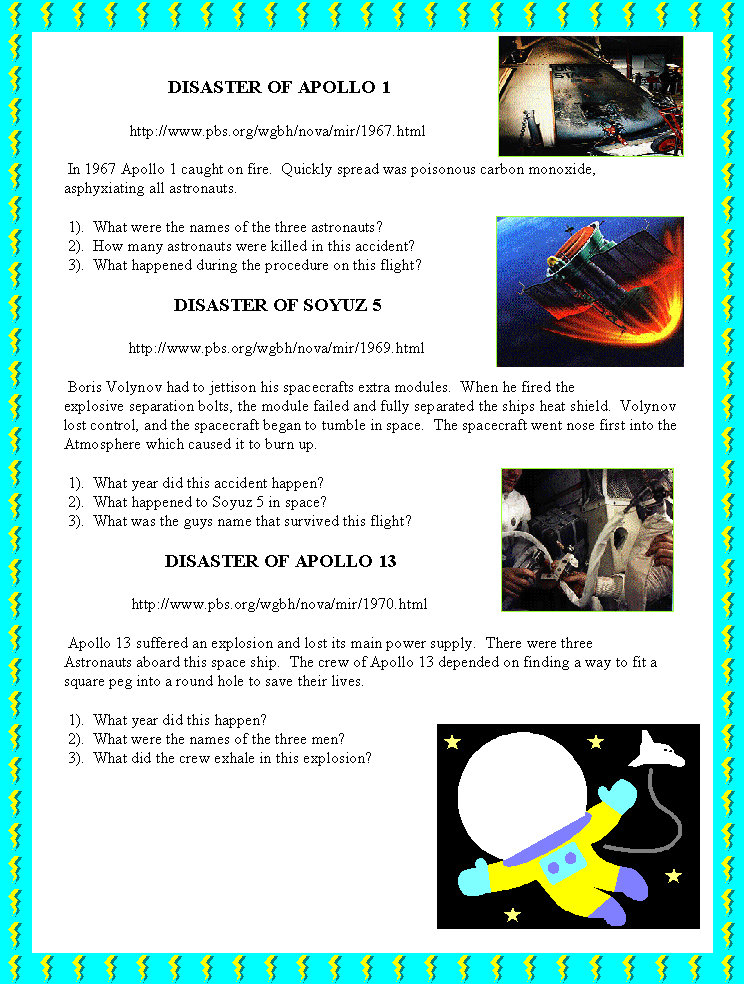 DISASTER OF APOLLO 1
http://www.pbs.org/wgbh/nova/mir/1967.html
In 1967 Apollo 1 caught on fire. Quickly spread was poisonous carbon monoxide,
asphyxiating all astronauts.
1). What were the names of the three astronauts?
2). How many astronauts were killed in this accident?
3). What happened during the procedure on this flight?
DISASTER OF SOYUZ 5
http://www.pbs.org/wgbh/nova/mir/1969.html
Boris Volynov had to jettison his spacecrafts extra modules. When he fired the
explosive separation bolts, the module failed and fully separated the ships heat shield. Volynov
lost control, and the spacecraft began to tumble in space. The spacecraft went nose first into the
Atmosphere which caused it to burn up.
1). What year did this accident happen?
2). What happened to Soyuz 5 in space?
3). What was the guys name that survived this flight?
DISASTER OF APOLLO 13
http://www.pbs.org/wgbh/nova/mir/1970.html
Apollo 13 suffered an explosion and lost its main power supply. There were three
Astronauts aboard this space ship. The crew of Apollo 13 depended on finding a way to fit a
square peg into a round hole to save their lives.
1). What year did this happen?
2). What were the names of the three men?
3). What did the crew exhale in this explosion?